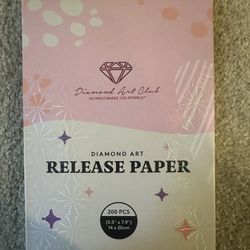 Diamond Art Club
DO WHAT MAKES YOU SPARKLE™
DIAMOND ART
RELEASE PAPER
200 PCS
(5.5" x 7.9")
14 x 20cm